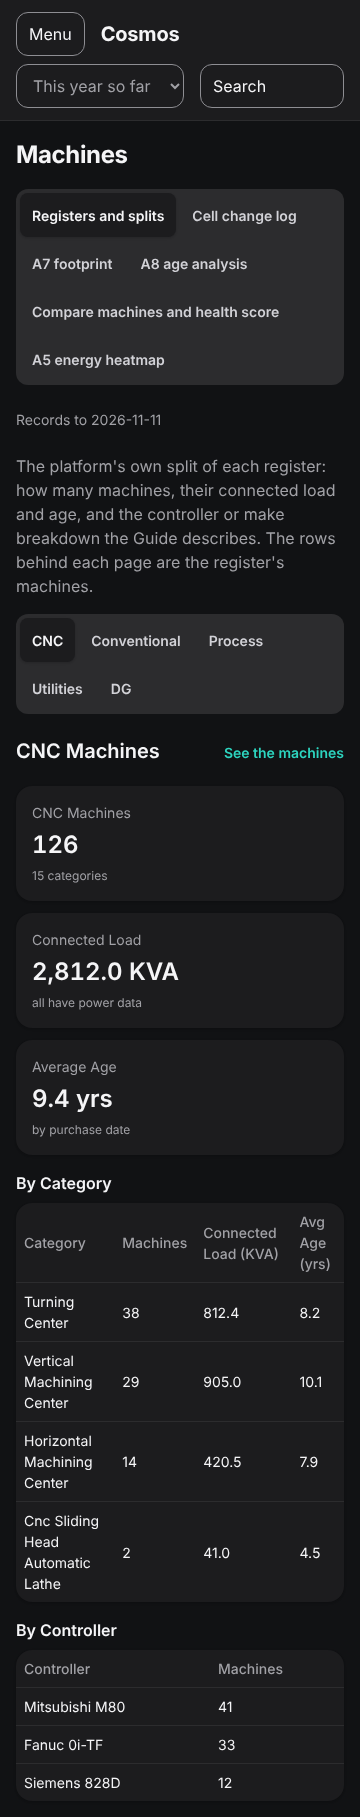 Menu
Cosmos
This year so far
Search
Machines
Registers and splits
Cell change log
A7 footprint
A8 age analysis
Compare machines and health score
A5 energy heatmap
Records to 2026-11-11
The platform's own split of each register:
how many machines, their connected load
and age, and the controller or make
breakdown the Guide describes. The rows
behind each page are the register's
machines.
CNC
Conventional
Process
Utilities
DG
CNC Machines
See the machines
CNC Machines
126
15 categories
Connected Load
2,812.0 KVA
all have power data
Average Age
9.4 yrs
by purchase date
By Category
Category
Machines
Connected
Load (KVA)
Avg
Age
(yrs)
Turning
Center
38
812.4
8.2
Vertical
Machining
Center
29
905.0
10.1
Horizontal
Machining
Center
14
420.5
7.9
Cnc Sliding
Head
Automatic
Lathe
2
41.0
4.5
By Controller
Controller
Machines
Mitsubishi M80
41
Fanuc 0i-TF
33
Siemens 828D
12